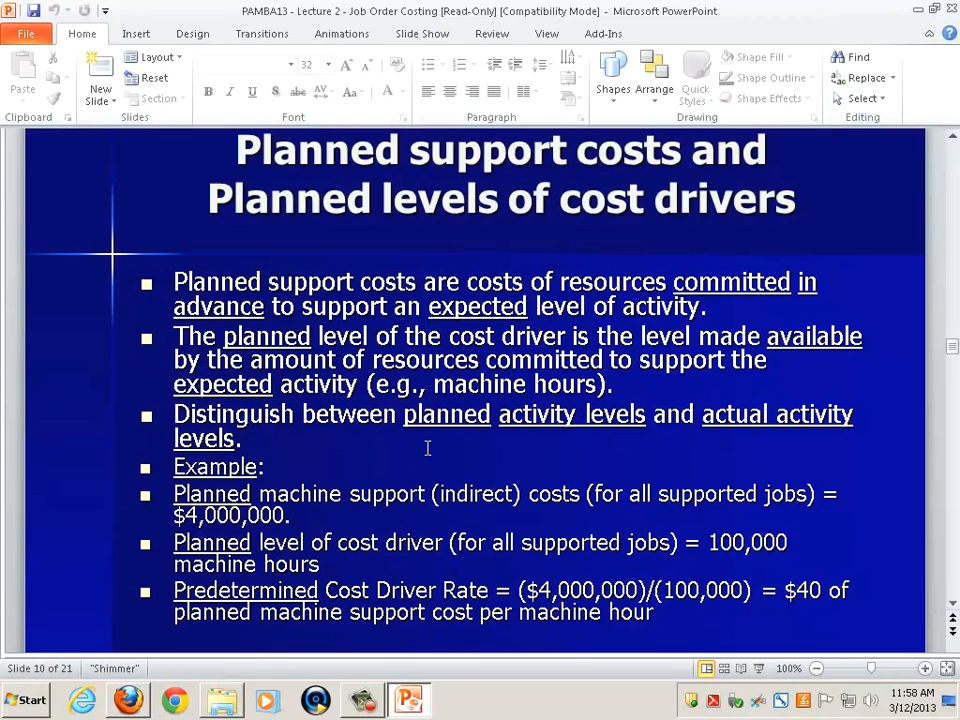 PAMBA13 - Lecture 2 - Job Order Costing [Read-Only] [Compatibility Mode] - Microsoft PowerPoint
File Home Insert Design Transitions Animations Slide Show Review View Add-Ins
Paste
Clipboard
New Slide
Layout
Reset
Section
Slides
32
Font
Paragraph
Shapes Arrange Quick Styles
Shape Fill
Shape Outline
Shape Effects
Drawing
Find
Replace
Select
Editing
Planned support costs and
Planned levels of cost drivers
Planned support costs are costs of resources committed in
advance to support an expected level of activity.
The planned level of the cost driver is the level made available
by the amount of resources committed to support the
expected activity (e.g., machine hours).
Distinguish between planned activity levels and actual activity
levels.
Example:
Planned machine support (indirect) costs (for all supported jobs) =
$4,000,000.
Planned level of cost driver (for all supported jobs) = 100,000
machine hours
Predetermined Cost Driver Rate = ($4,000,000)/(100,000) = $40 of
planned machine support cost per machine hour
Slide 10 of 21 "Shimmer" 100%
Start
11:58 AM
3/12/2013